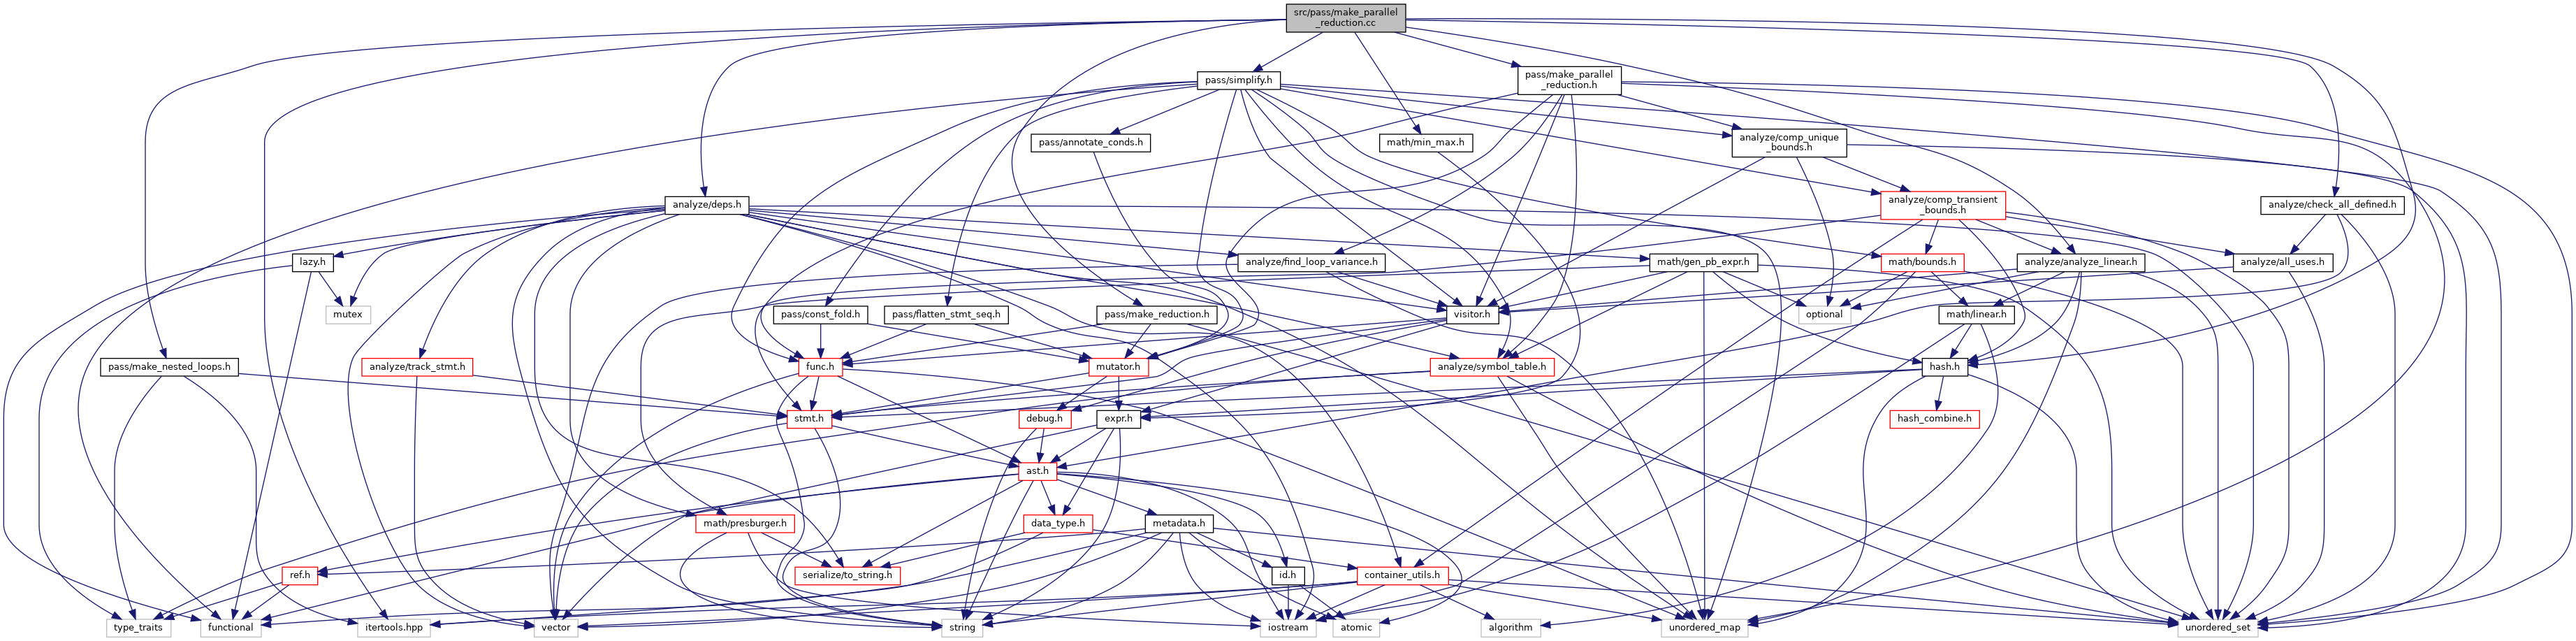 src/pass/make_parallel
_reduction.cc
pass/simplify.h
pass/make_parallel
_reduction.h
pass/annotate_conds.h
math/min_max.h
analyze/comp_unique
_bounds.h
analyze/deps.h
analyze/comp_transient
_bounds.h
analyze/check_all_defined.h
lazy.h
analyze/find_loop_variance.h
math/gen_pb_expr.h
math/bounds.h
analyze/analyze_linear.h
analyze/all_uses.h
mutex
pass/const_fold.h
pass/flatten_stmt_seq.h
pass/make_reduction.h
visitor.h
optional
math/linear.h
pass/make_nested_loops.h
analyze/track_stmt.h
func.h
mutator.h
analyze/symbol_table.h
hash.h
stmt.h
debug.h
expr.h
hash_combine.h
ast.h
math/presburger.h
data_type.h
metadata.h
ref.h
serialize/to_string.h
id.h
container_utils.h
type_traits
functional
itertools.hpp
vector
string
iostream
atomic
algorithm
unordered_map
unordered_set